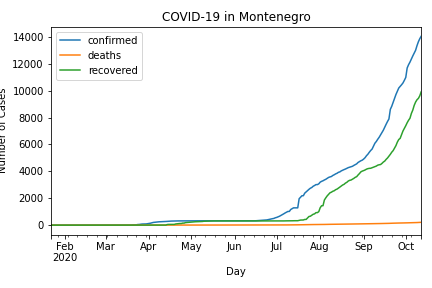 COVID-19 in Montenegro
confirmed
deaths
recovered
Number of Cases
14000
12000
10000
8000
6000
4000
2000
0
Feb Mar Apr May Jun Jul Aug Sep Oct
2020
Day